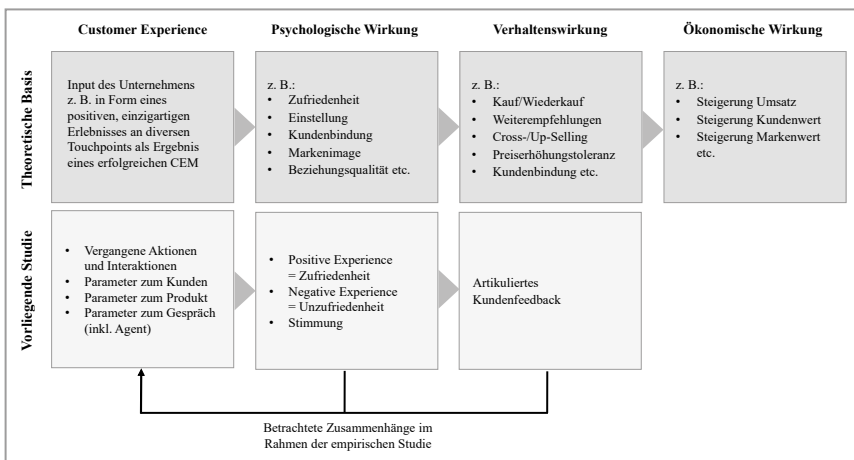 Customer Experience
Psychologische Wirkung
Verhaltenswirkung
Ökonomische Wirkung
Theoretische Basis
Input des Unternehmens
z. B. in Form eines
positiven, einzigartigen
Erlebnisses an diversen
Touchpoints als Ergebnis
eines erfolgreichen CEM
z. B.:
• Zufriedenheit
• Einstellung
• Kundenbindung
• Markenimage
• Beziehungsqualität etc.
z. B.:
• Kauf/Wiederkauf
• Weiterempfehlungen
• Cross-/Up-Selling
• Preiserhöhungstoleranz
• Kundenbindung etc.
z. B.:
• Steigerung Umsatz
• Steigerung Kundenwert
• Steigerung Markenwert
etc.
Vorliegende Studie
• Vergangene Aktionen
und Interaktionen
• Parameter zum Kunden
• Parameter zum Produkt
• Parameter zum Gespräch
(inkl. Agent)
• Positive Experience
= Zufriedenheit
• Negative Experience
= Unzufriedenheit
• Stimmung
Artikuliertes
Kundenfeedback
Betrachtete Zusammenhänge im
Rahmen der empirischen Studie